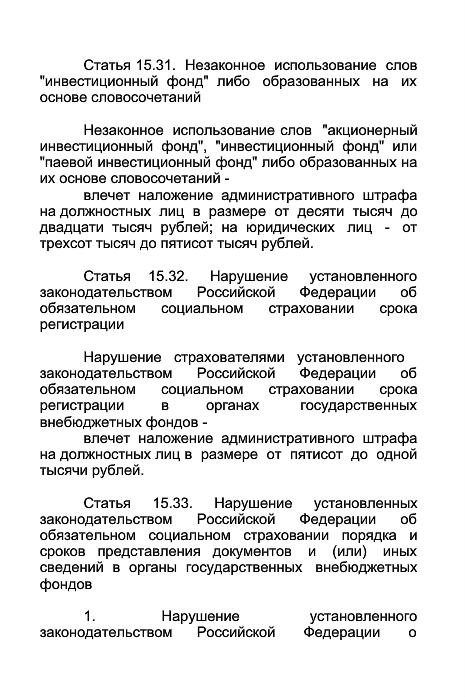 Статья 15.31. Незаконное использование слов
"инвестиционный фонд" либо образованных на их
основе словосочетаний
Незаконное использование слов "акционерный
инвестиционный фонд", "инвестиционный фонд" или
"паевой инвестиционный фонд" либо образованных на
их основе словосочетаний -
влечет наложение административного штрафа
на должностных лиц в размере от десяти тысяч до
двадцати тысяч рублей; на юридических лиц - от
трехсот тысяч до пятисот тысяч рублей.
Статья 15.32. Нарушение установленного
законодательством Российской Федерации об
обязательном социальном страховании срока
регистрации
Нарушение страхователями установленного
законодательством Российской Федерации об
обязательном социальном страховании срока
регистрации в органах государственных
внебюджетных фондов -
влечет наложение административного штрафа
на должностных лиц в размере от пятисот до одной
тысячи рублей.
Статья 15.33. Нарушение установленных
законодательством Российской Федерации об
обязательном социальном страховании порядка и
сроков представления документов и (или) иных
сведений в органы государственных внебюджетных
фондов
1. Нарушение установленного
законодательством Российской Федерации о